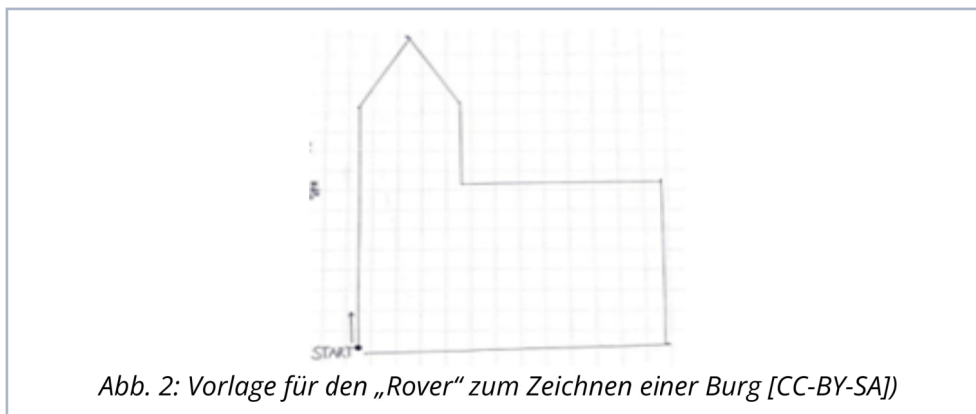 START
Abb. 2: Vorlage für den „Rover“ zum Zeichnen einer Burg [CC-BY-SA])